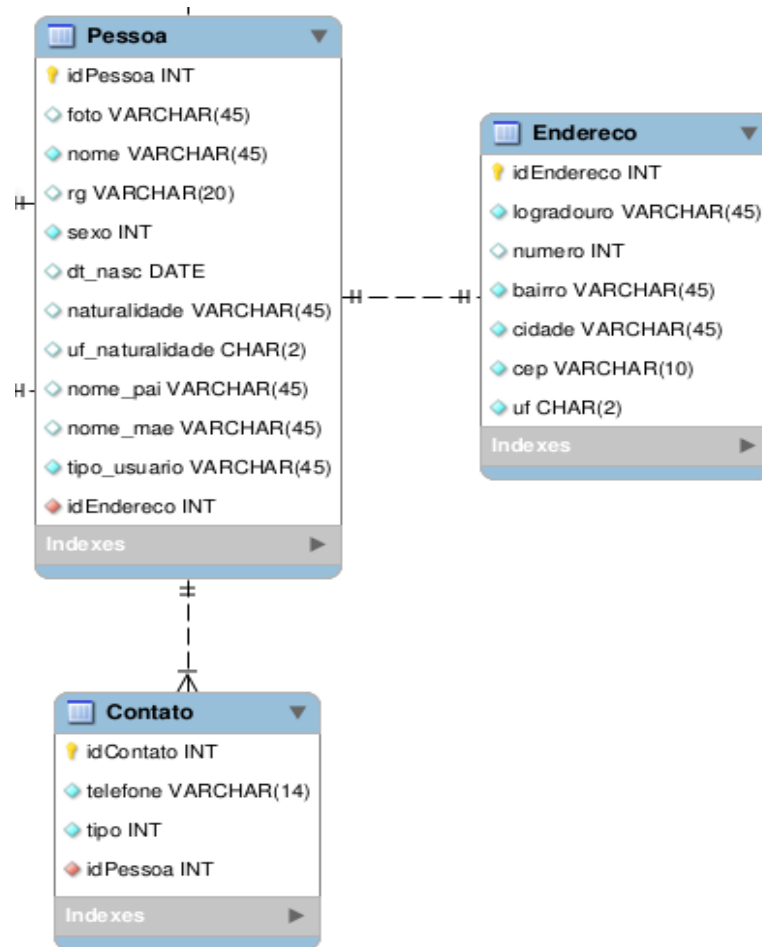 Pessoa
idPessoa INT
foto VARCHAR(45)
nome VARCHAR(45)
rg VARCHAR(20)
sexo INT
dt_nasc DATE
naturalidade VARCHAR(45)
uf_naturalidade CHAR(2)
nome_pai VARCHAR(45)
nome_mae VARCHAR(45)
tipo_usuario VARCHAR(45)
idEndereco INT
Indexes
Endereco
idEndereco INT
logradouro VARCHAR(45)
numero INT
bairro VARCHAR(45)
cidade VARCHAR(45)
cep VARCHAR(10)
uf CHAR(2)
Indexes
Contato
idContato INT
telefone VARCHAR(14)
tipo INT
idPessoa INT
Indexes